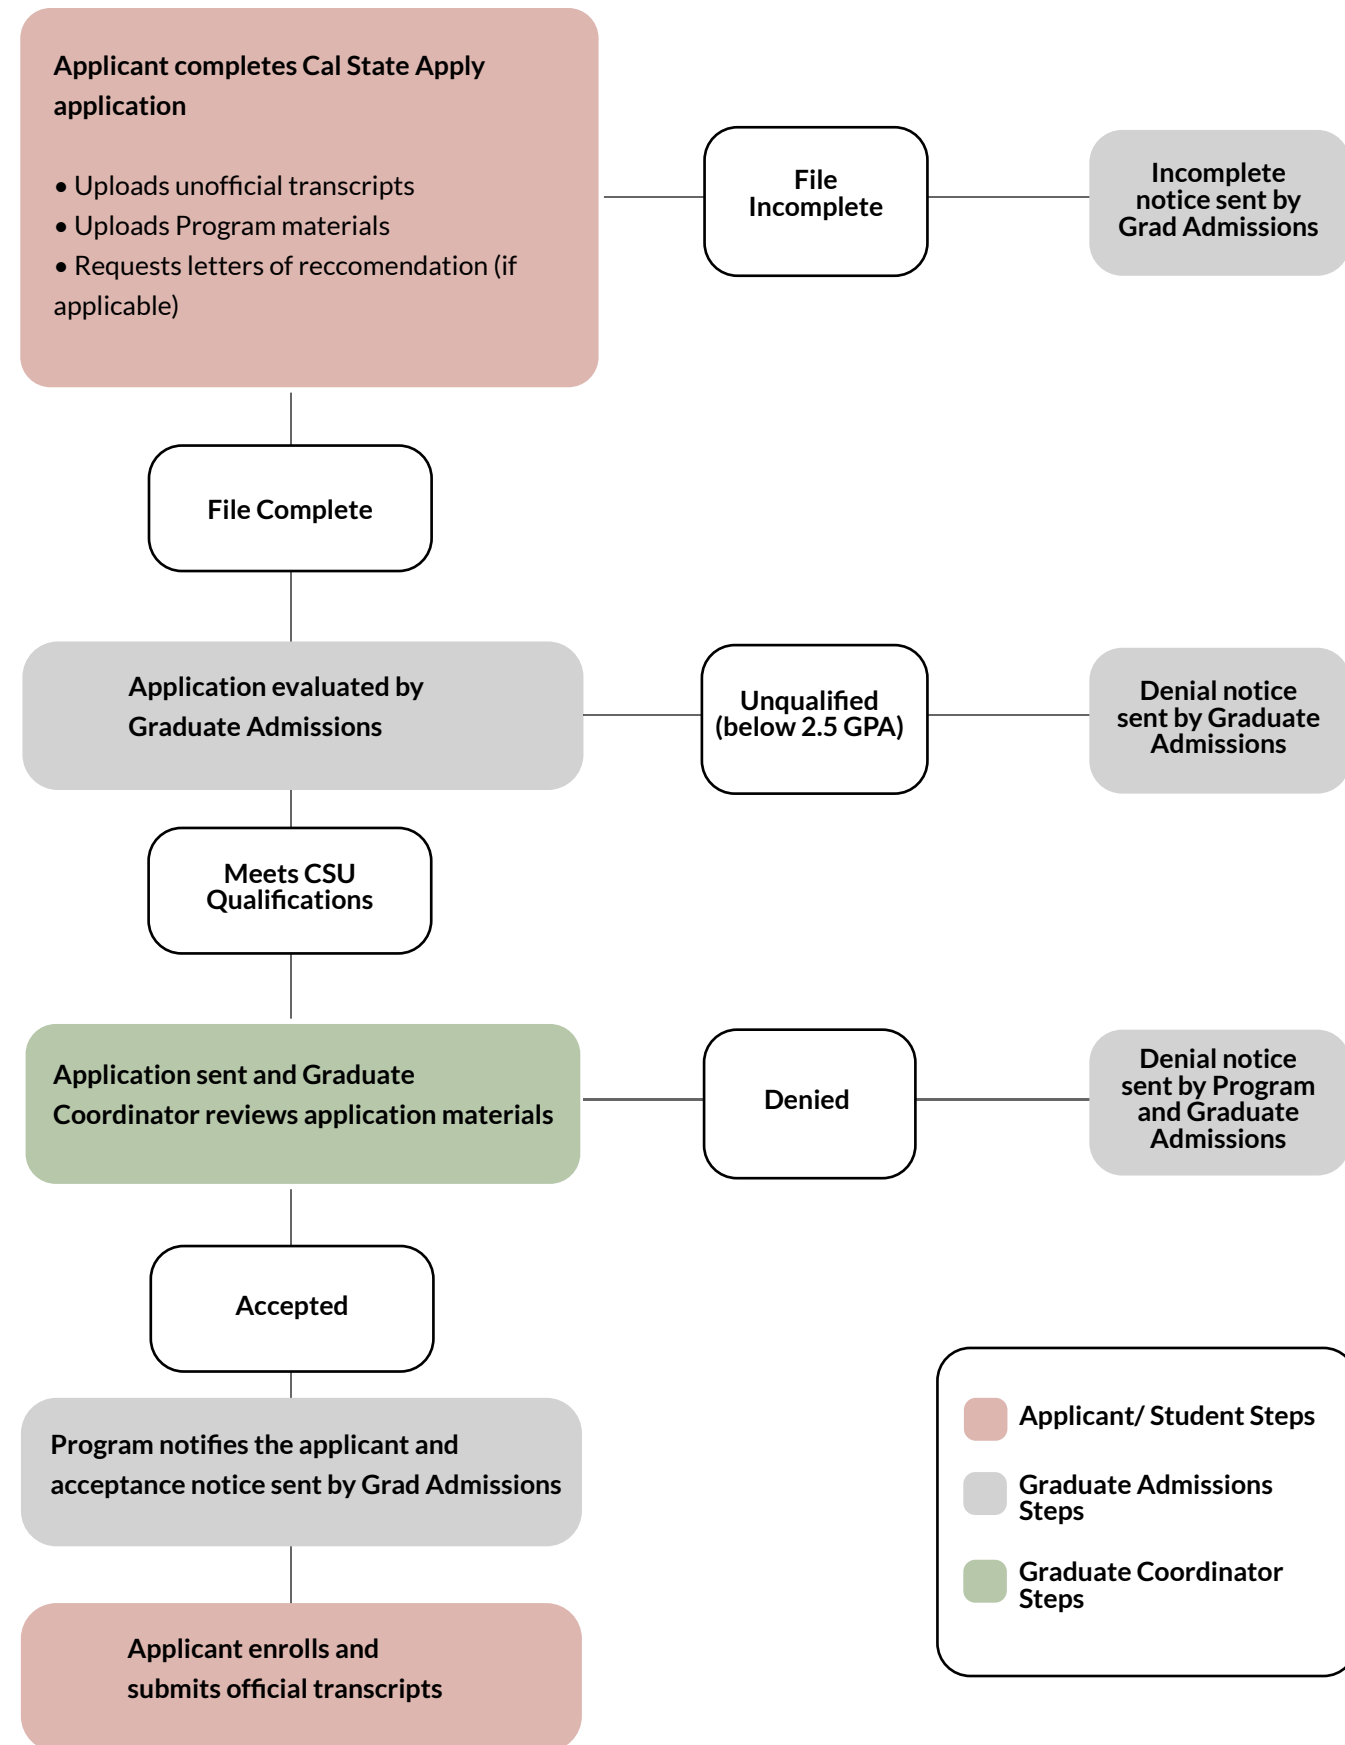 Applicant completes Cal State Apply
application
• Uploads unofficial transcripts
• Uploads Program materials
• Requests letters of reccomendation (if
applicable)
File
Incomplete
Incomplete
notice sent by
Grad Admissions
File Complete
Application evaluated by
Graduate Admissions
Unqualified
(below 2.5 GPA)
Denial notice
sent by Graduate
Admissions
Meets CSU
Qualifications
Application sent and Graduate
Coordinator reviews application materials
Denied
Denial notice
sent by Program
and Graduate
Admissions
Accepted
Program notifies the applicant and
acceptance notice sent by Grad Admissions
Applicant enrolls and
submits official transcripts
Applicant/ Student Steps
Graduate Admissions
Steps
Graduate Coordinator
Steps